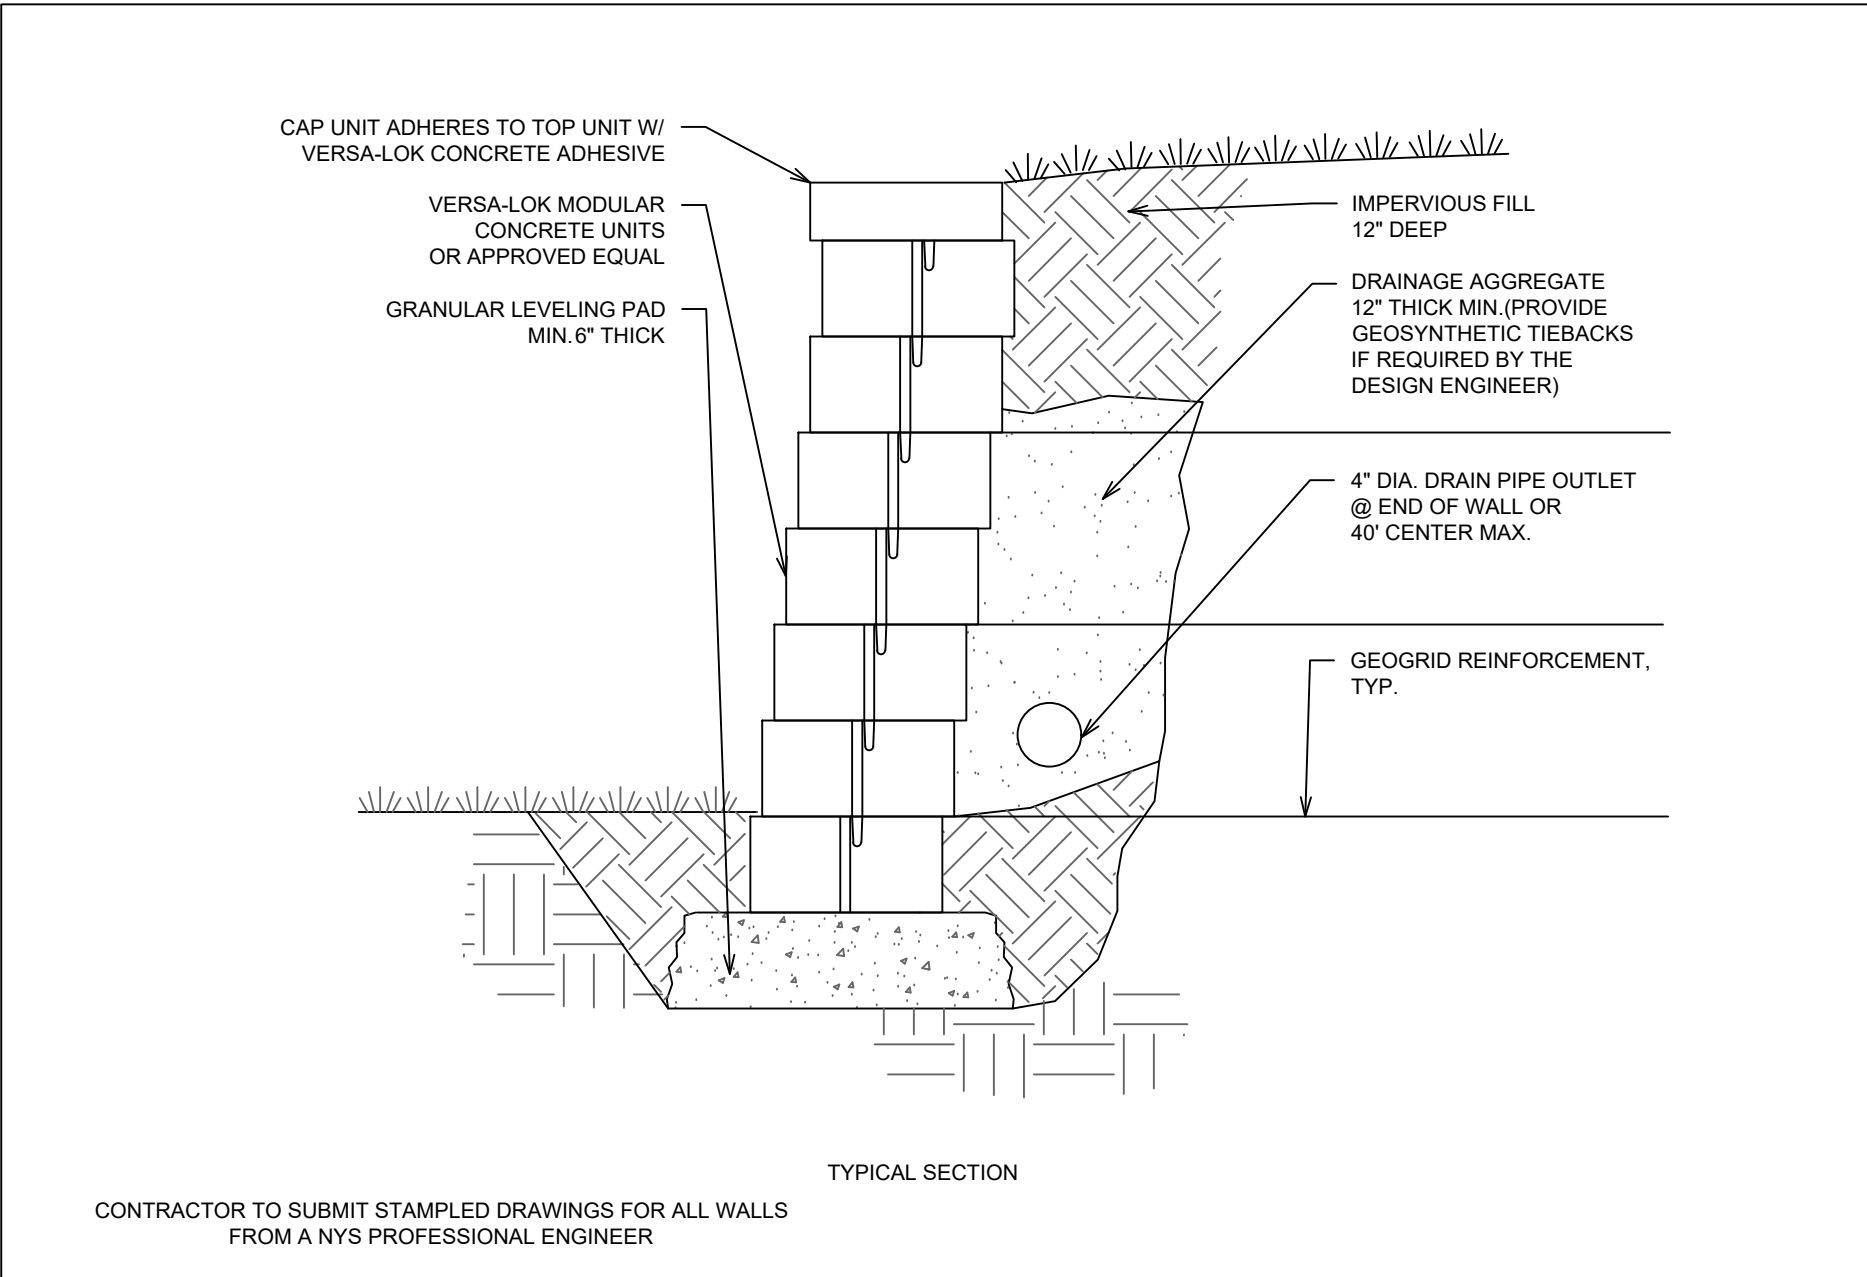 CAP UNIT ADHERES TO TOP UNIT W/
VERSA-LOK CONCRETE ADHESIVE
VERSA-LOK MODULAR
CONCRETE UNITS
OR APPROVED EQUAL
GRANULAR LEVELING PAD
MIN.6" THICK
IMPERVIOUS FILL
12" DEEP
DRAINAGE AGGREGATE
12" THICK MIN.(PROVIDE
GEOSYNTHETIC TIEBACKS
IF REQUIRED BY THE
DESIGN ENGINEER)
4" DIA. DRAIN PIPE OUTLET
@ END OF WALL OR
40' CENTER MAX.
GEOGRID REINFORCEMENT,
TYP.
TYPICAL SECTION
CONTRACTOR TO SUBMIT STAMPLED DRAWINGS FOR ALL WALLS
FROM A NYS PROFESSIONAL ENGINEER